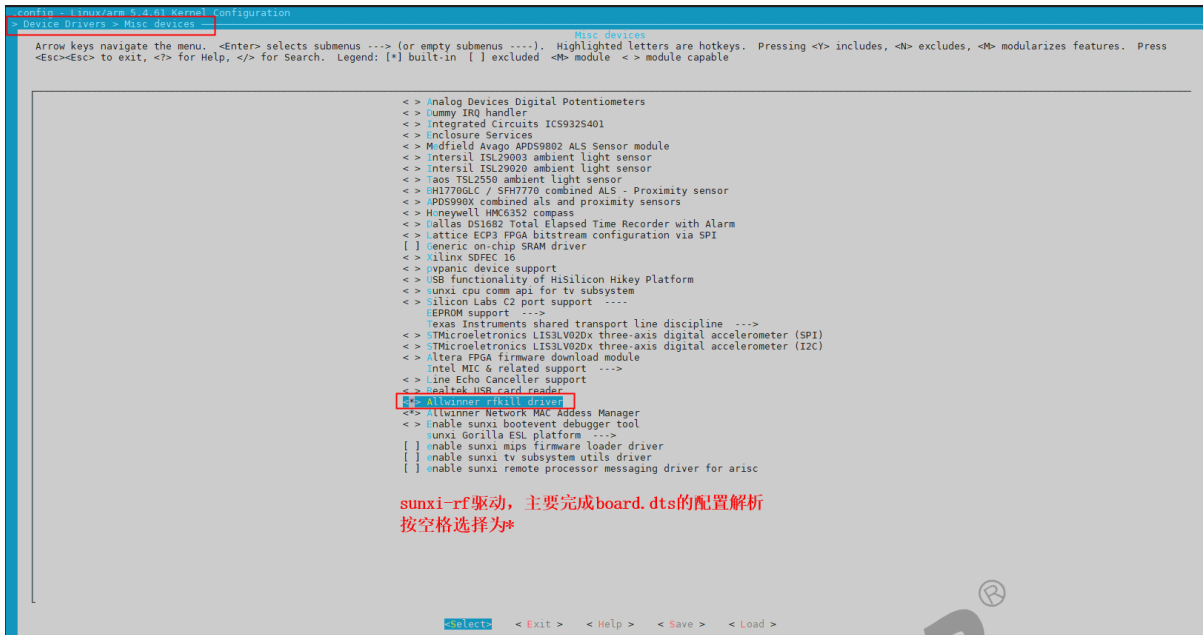 .config - Linux/arm 5.4.61 Kernel Configuration
> Device Drivers > Misc devices
Misc devices
Arrow keys navigate the menu.  <Enter> selects submenus ---> (or empty submenus ----).  Highlighted letters are hotkeys.  Pressing <Y> includes, <N> excludes, <M> modularizes features.  Press
<Esc><Esc> to exit, <?> for Help, </> for Search.  Legend: [*] built-in  [ ] excluded  <M> module  < > module capable
< > Analog Devices Digital Potentiometers
< > Dummy IRQ handler
< > Integrated Circuits ICS932S401
< > Enclosure Services
< > Medfield Avago APDS9802 ALS Sensor module
< > Intersil ISL29003 ambient light sensor
< > Intersil ISL29020 ambient light sensor
< > Taos TSL2550 ambient light sensor
< > BH1770GLC / SFH7770 combined ALS - Proximity sensor
< > APDS990X combined als and proximity sensors
< > Honeywell HMC6352 compass
< > Dallas DS1682 Total Elapsed Time Recorder with Alarm
< > Lattice ECP3 FPGA bitstream configuration via SPI
[ ] Generic on-chip SRAM driver
< > Xilinx SDFEC 16
< > pvpanic device support
< > USB functionality of HiSilicon Hikey Platform
< > sunxi cpu comm api for tv subsystem
< > Silicon Labs C2 port support  ----
EEPROM support  --->
Texas Instruments shared transport line discipline  --->
< > STMicroeletronics LIS3LV02Dx three-axis digital accelerometer (SPI)
< > STMicroeletronics LIS3LV02Dx three-axis digital accelerometer (I2C)
< > Altera FPGA firmware download module
Intel MIC & related support  --->
< > Line Echo Canceller support
< > Realtek USB card reader
<*> Allwinner rfkill driver
<*> Allwinner Network MAC Addess Manager
< > Enable sunxi bootevent debugger tool
sunxi Gorilla ESL platform  --->
[ ] enable sunxi mips firmware loader driver
[ ] enable sunxi tv subsystem utils driver
[ ] enable sunxi remote processor messaging driver for arisc
sunxi-rf驱动，主要完成board.dts的配置解析
按空格选择为*
®
<Select>    < Exit >    < Help >    < Save >    < Load >